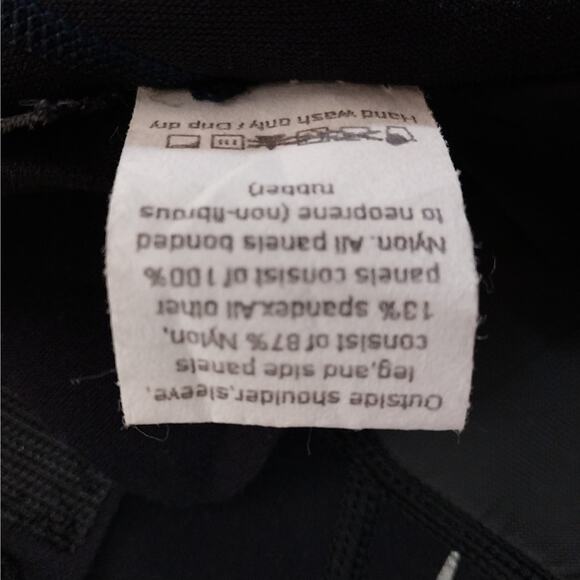 Outside shoulder,sleeve,
leg,and side panels
consist of 87% Nylon,
13% spandex.All other
panels consist of 100%
Nylon. All panels bonded
to neoprene (non-fibrous
rubber)
Hand wash only / Drip dry